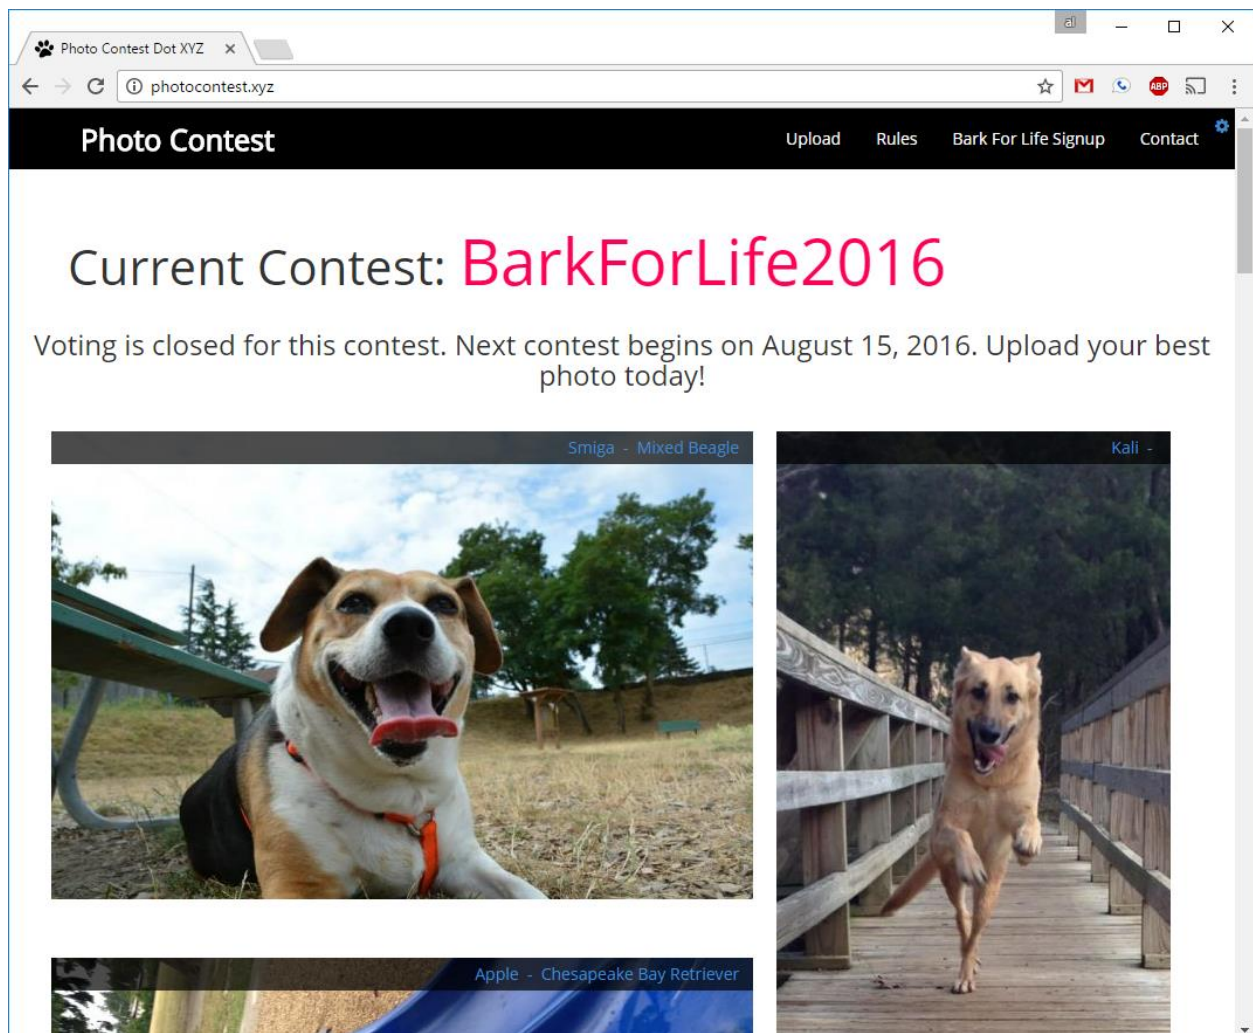 al
Photo Contest Dot XYZ
photocontest.xyz
ABP
Photo Contest
Upload Rules Bark For Life Signup Contact
Current Contest: BarkForLife2016
Voting is closed for this contest. Next contest begins on August 15, 2016. Upload your best
photo today!
Smiga - Mixed Beagle
Kali -
Apple - Chesapeake Bay Retriever